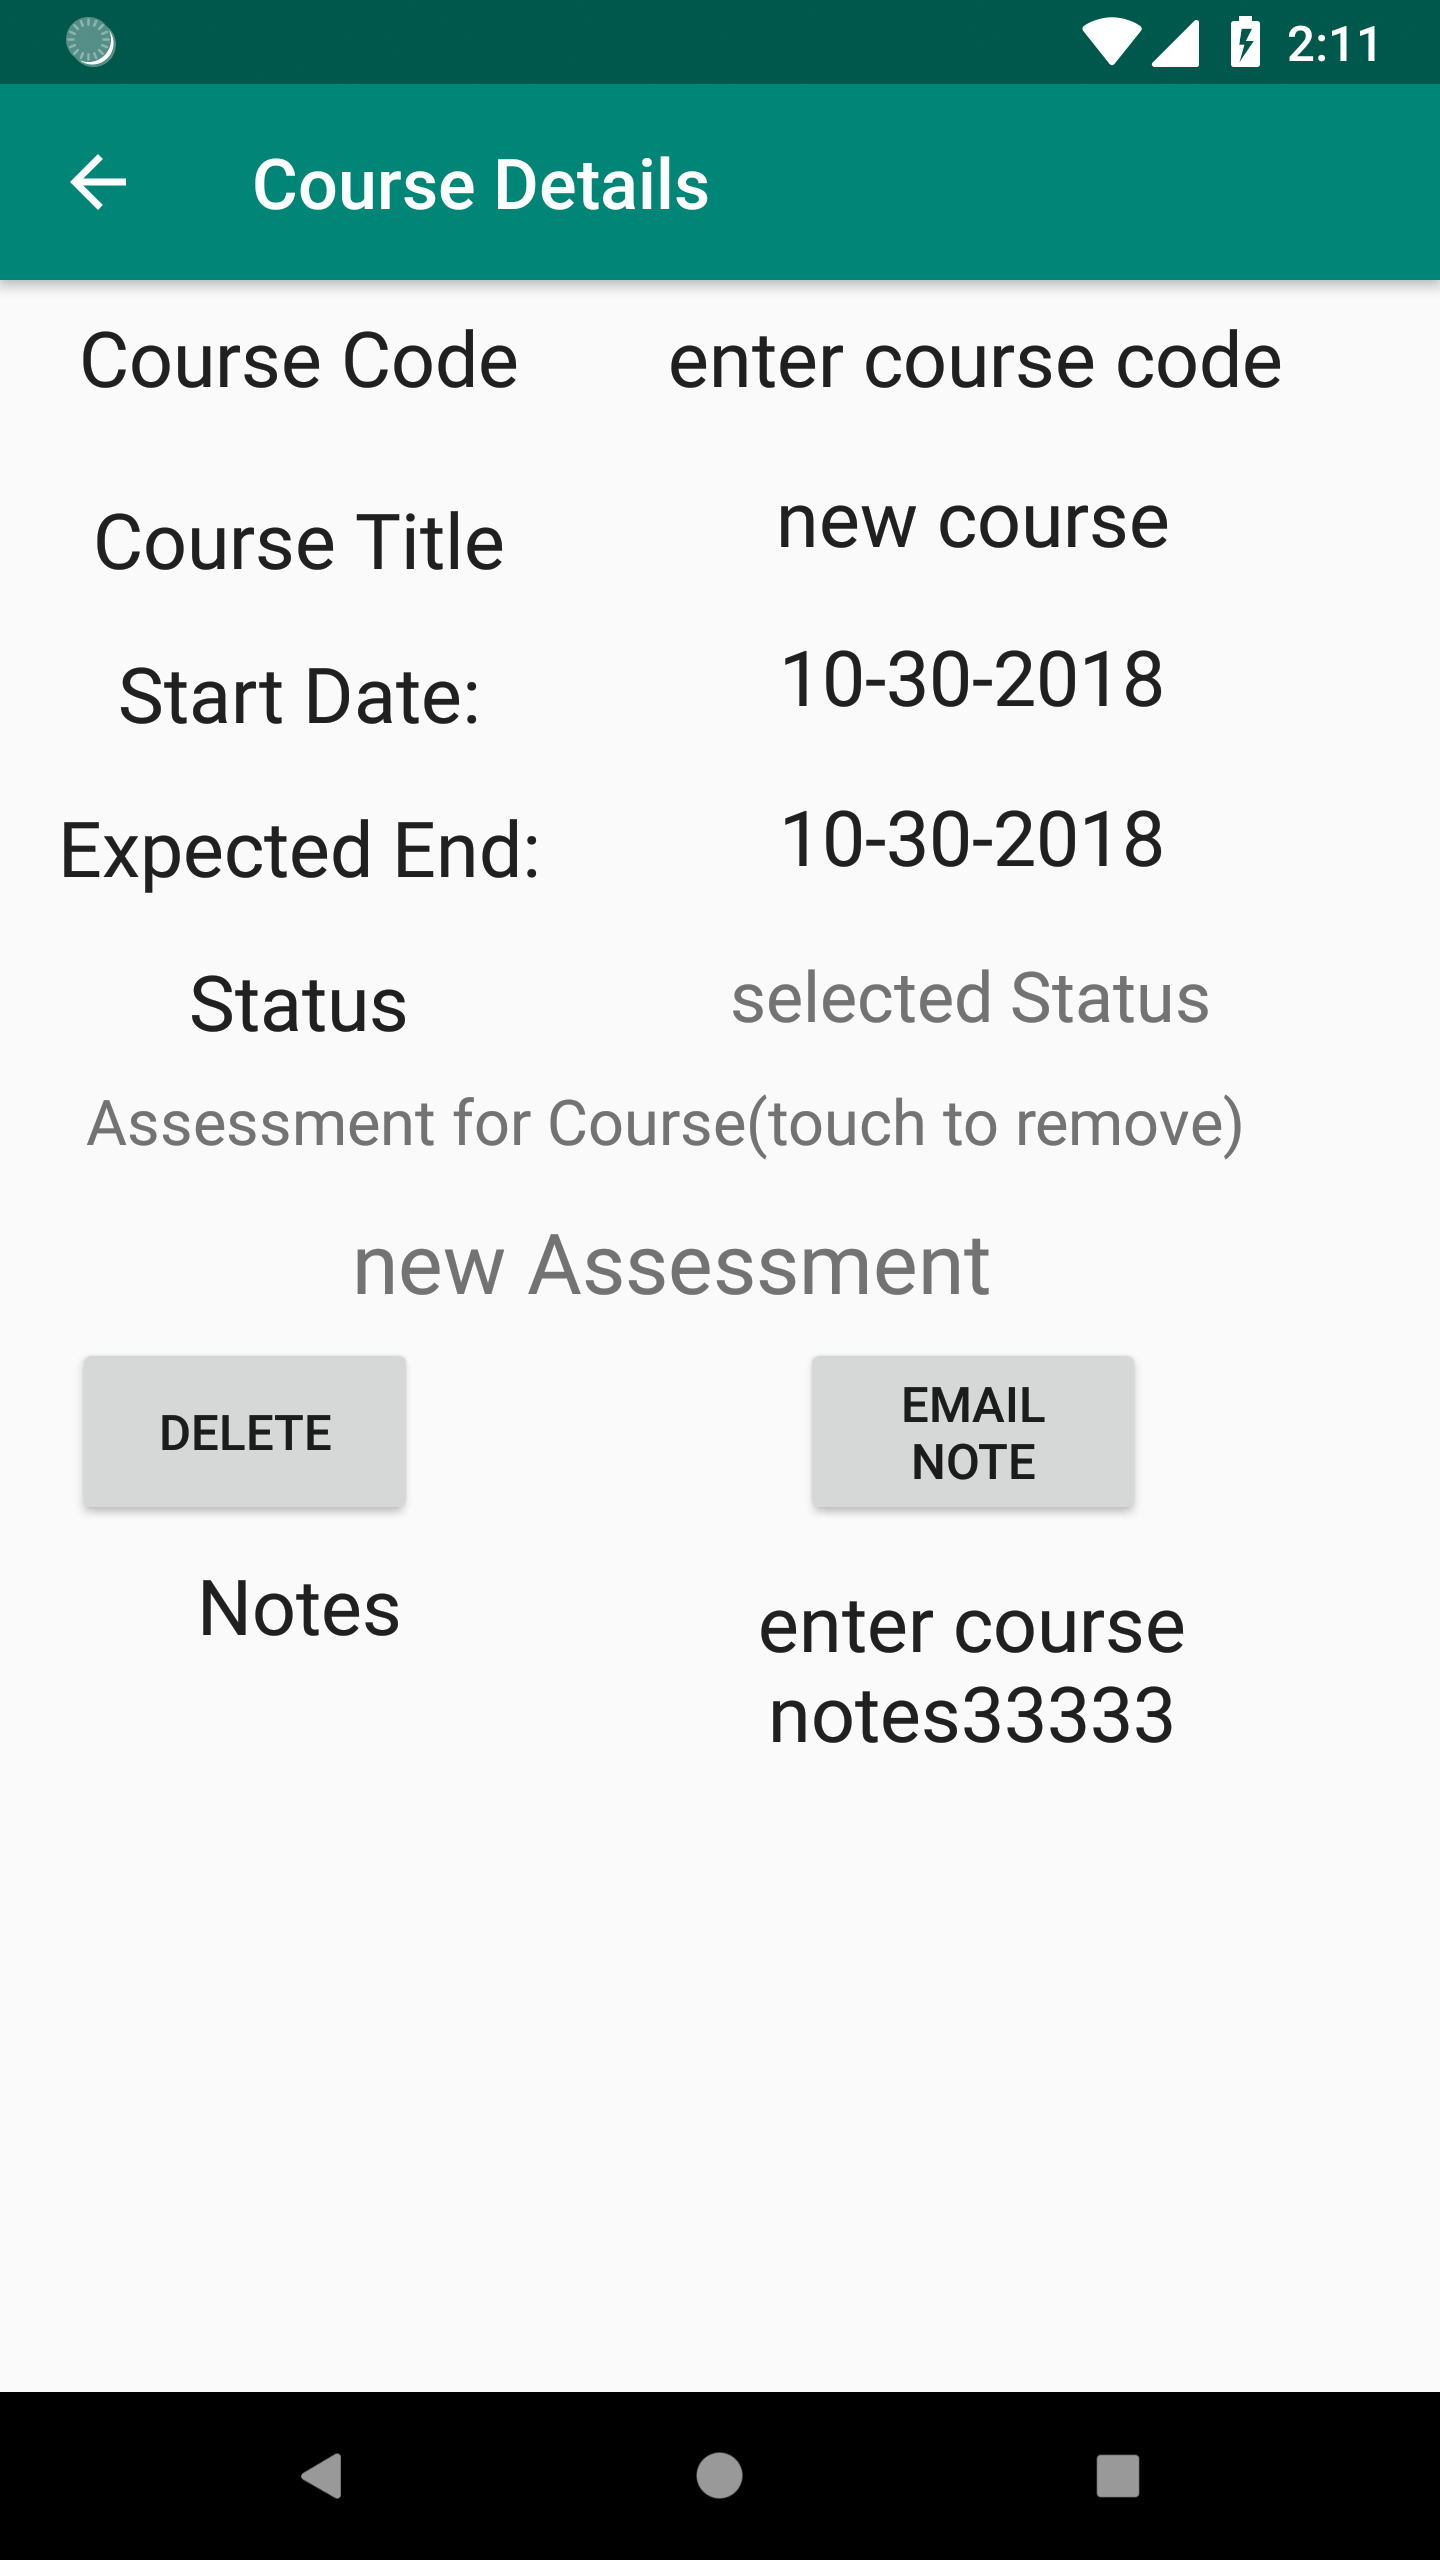 2:11
Course Details
Course Code enter course code
Course Title new course
Start Date: 10-30-2018
Expected End: 10-30-2018
Status selected Status
Assessment for Course(touch to remove)
new Assessment
DELETE EMAIL
NOTE
Notes enter course
notes33333